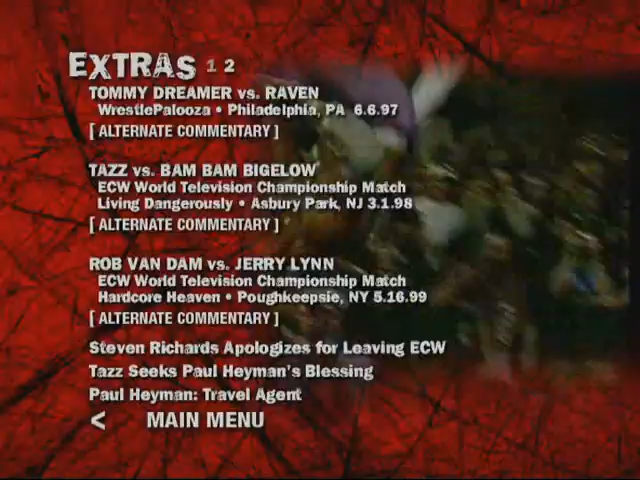 EXTRAS 1 2
TOMMY DREAMER vs. RAVEN
WrestlePalooza • Philadelphia, PA 6.6.97
[ ALTERNATE COMMENTARY ]
TAZZ vs. BAM BAM BIGELOW
ECW World Television Championship Match
Living Dangerously • Asbury Park, NJ 3.1.98
[ ALTERNATE COMMENTARY ]
ROB VAN DAM vs. JERRY LYNN
ECW World Television Championship Match
Hardcore Heaven • Poughkeepsie, NY 5.16.99
[ ALTERNATE COMMENTARY ]
Steven Richards Apologizes for Leaving ECW
Tazz Seeks Paul Heyman's Blessing
Paul Heyman: Travel Agent
< MAIN MENU